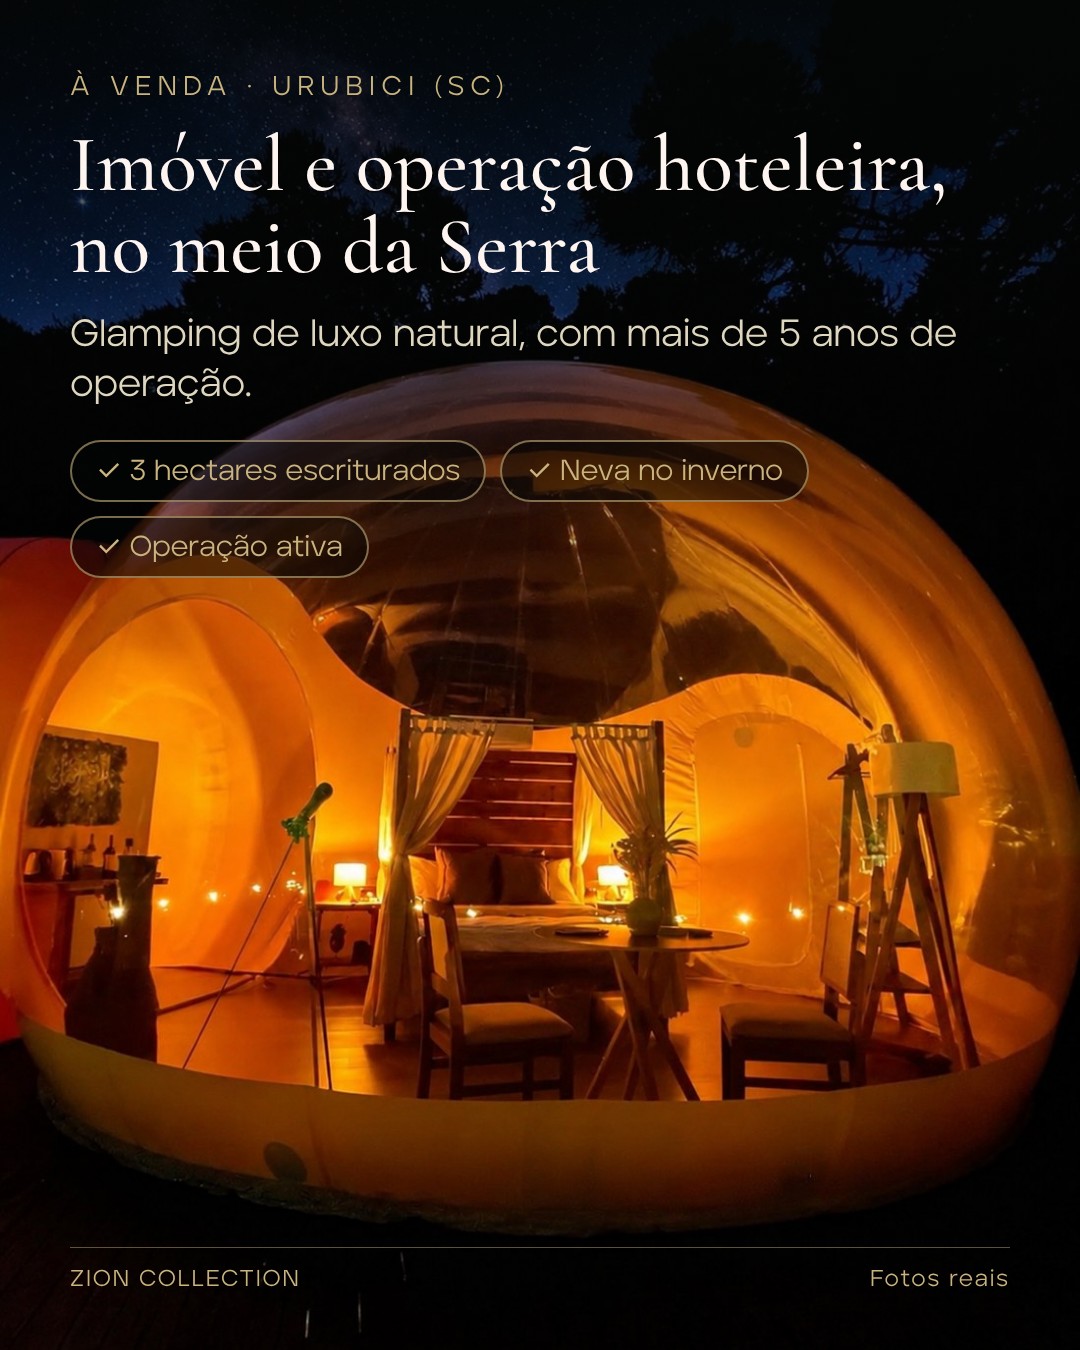 À VENDA · URUBICI (SC)
Imóvel e operação hoteleira,
no meio da Serra
Glamping de luxo natural, com mais de 5 anos de
operação.
✓ 3 hectares escriturados ✓ Neva no inverno
✓ Operação ativa
ZION COLLECTION Fotos reais